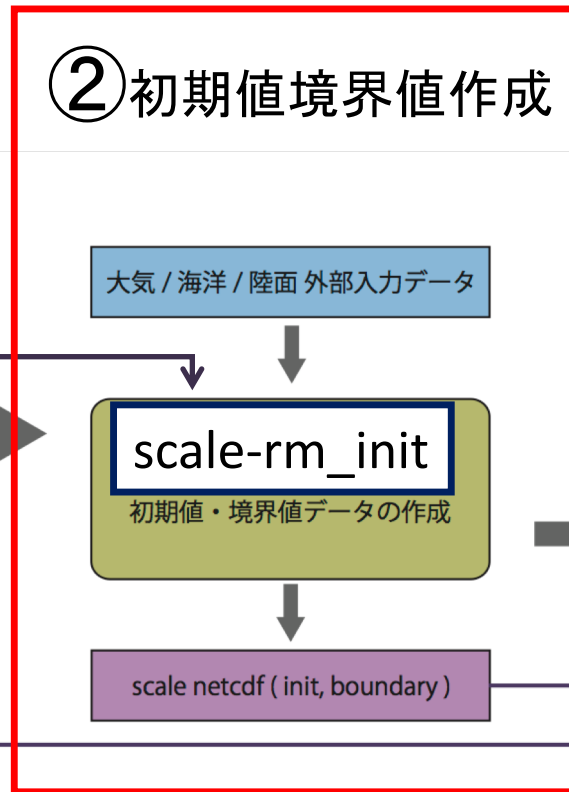 ②初期値境界値作成
大気 / 海洋 / 陸面 外部入力データ
scale-rm_init
初期値・境界値データの作成
scale netcdf ( init, boundary )